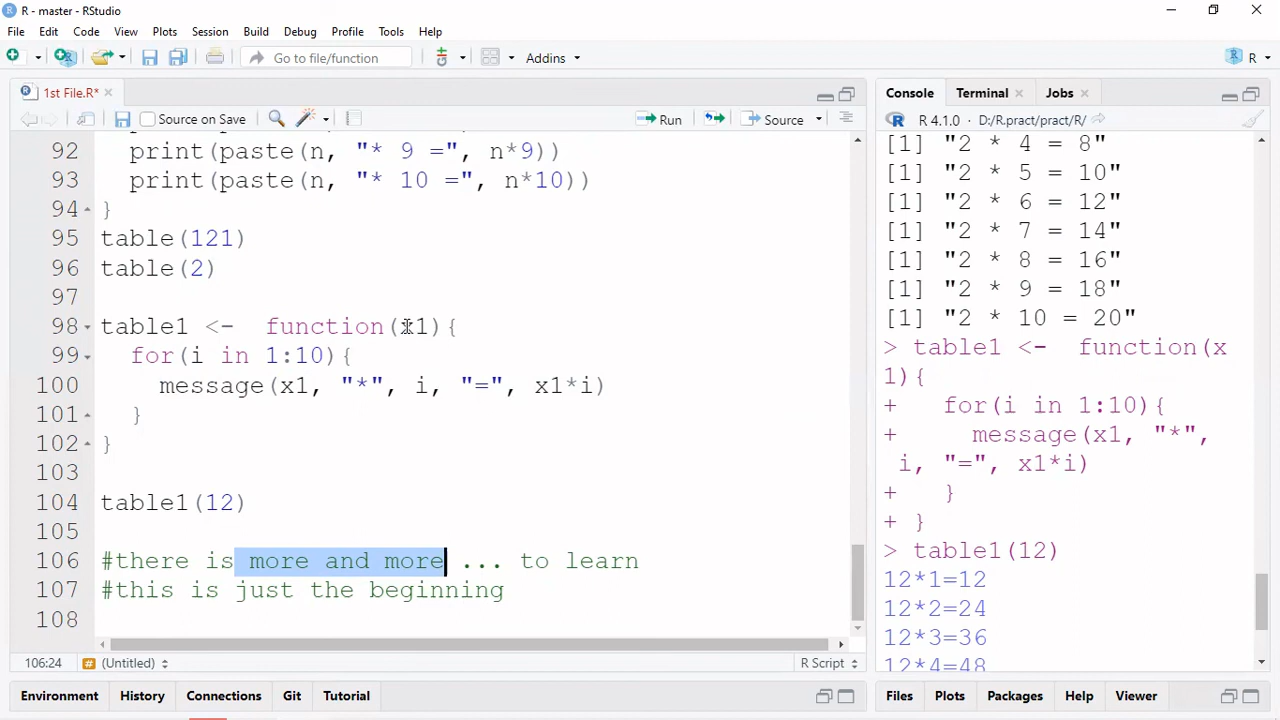 R - master - RStudio
File Edit Code View Plots Session Build Debug Profile Tools Help
Go to file/function Addins R
1st File.R* Console Terminal Jobs
Source on Save Run Source R 4.1.0 · D:/R.pract/pract/R/
92 print(paste(n, "* 9 =", n*9))
93 print(paste(n, "* 10 =", n*10))
94 }
95 table(121)
96 table(2)
97
98 table1 <-  function(x1){
99 for(i in 1:10){
100 message(x1, "*", i, "=", x1*i)
101 }
102 }
103
104 table1(12)
105
106 #there is more and more ... to learn
107 #this is just the beginning
108
106:24 # (Untitled) R Script
[1] "2 * 4 = 8"
[1] "2 * 5 = 10"
[1] "2 * 6 = 12"
[1] "2 * 7 = 14"
[1] "2 * 8 = 16"
[1] "2 * 9 = 18"
[1] "2 * 10 = 20"
> table1 <-  function(x
1){
+ for(i in 1:10){
+ message(x1, "*",
i, "=", x1*i)
+ }
+ }
> table1(12)
12*1=12
12*2=24
12*3=36
12*4=48
Environment History Connections Git Tutorial Files Plots Packages Help Viewer